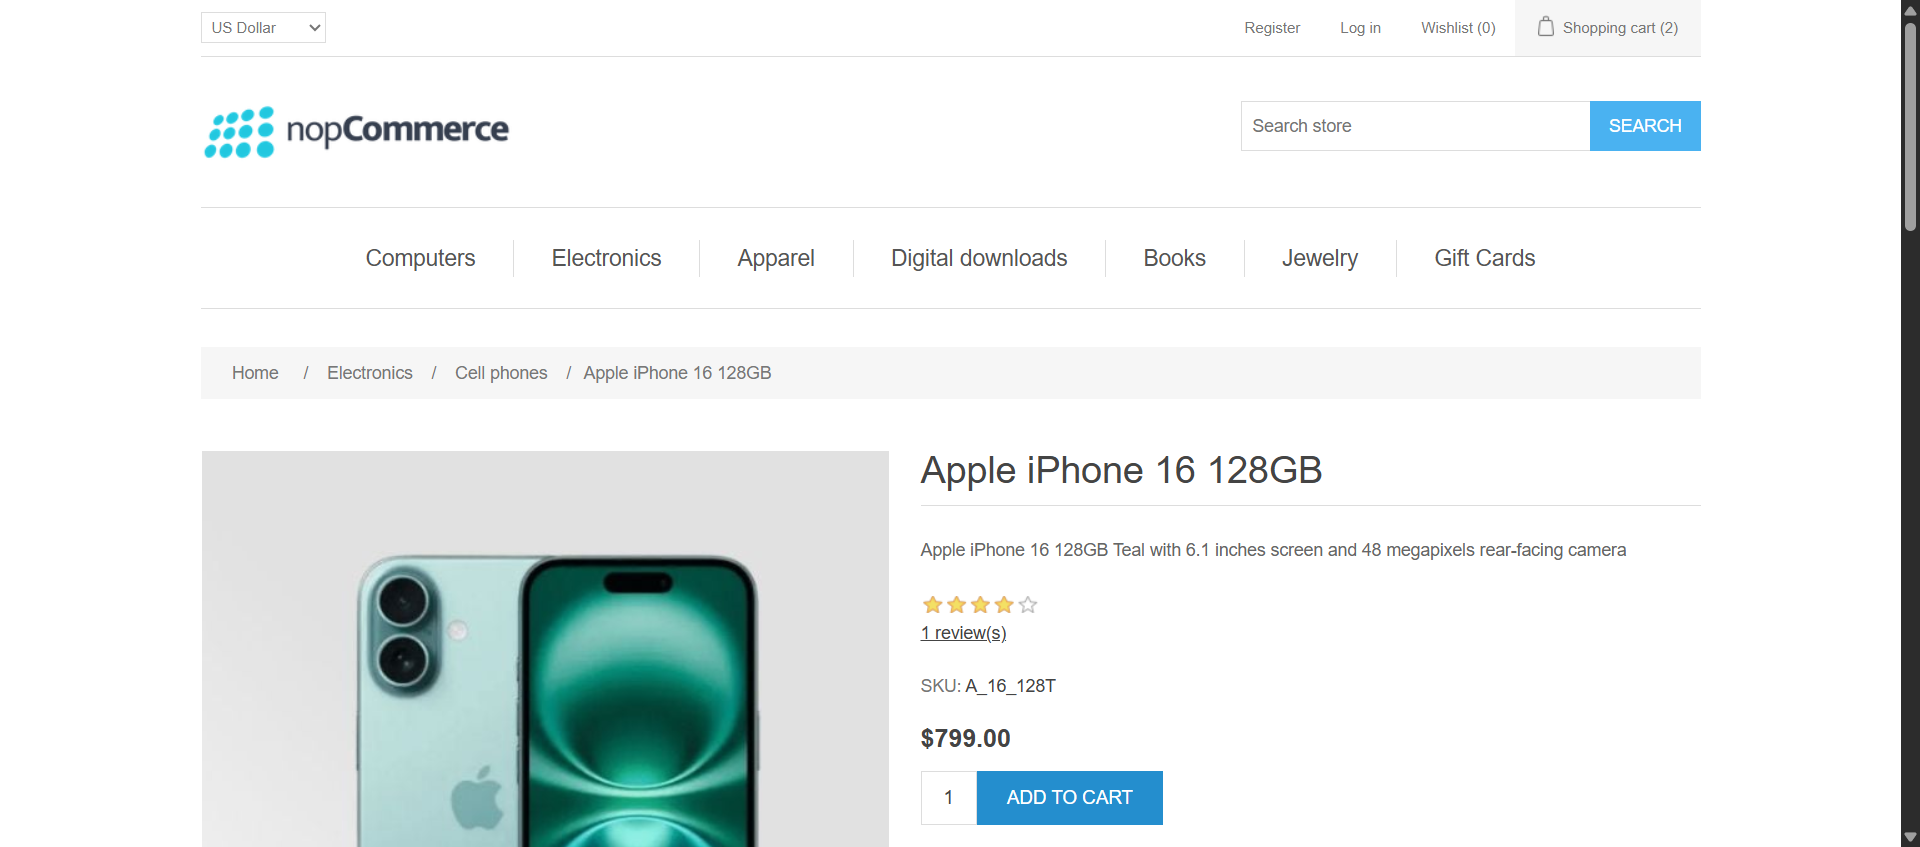 US Dollar
Register
Log in
Wishlist (0)
Shopping cart (2)
nopCommerce
Search store
SEARCH
Computers
Electronics
Apparel
Digital downloads
Books
Jewelry
Gift Cards
Home / Electronics / Cell phones / Apple iPhone 16 128GB
Apple iPhone 16 128GB
Apple iPhone 16 128GB Teal with 6.1 inches screen and 48 megapixels rear-facing camera
1 review(s)
SKU: A_16_128T
$799.00
1
ADD TO CART